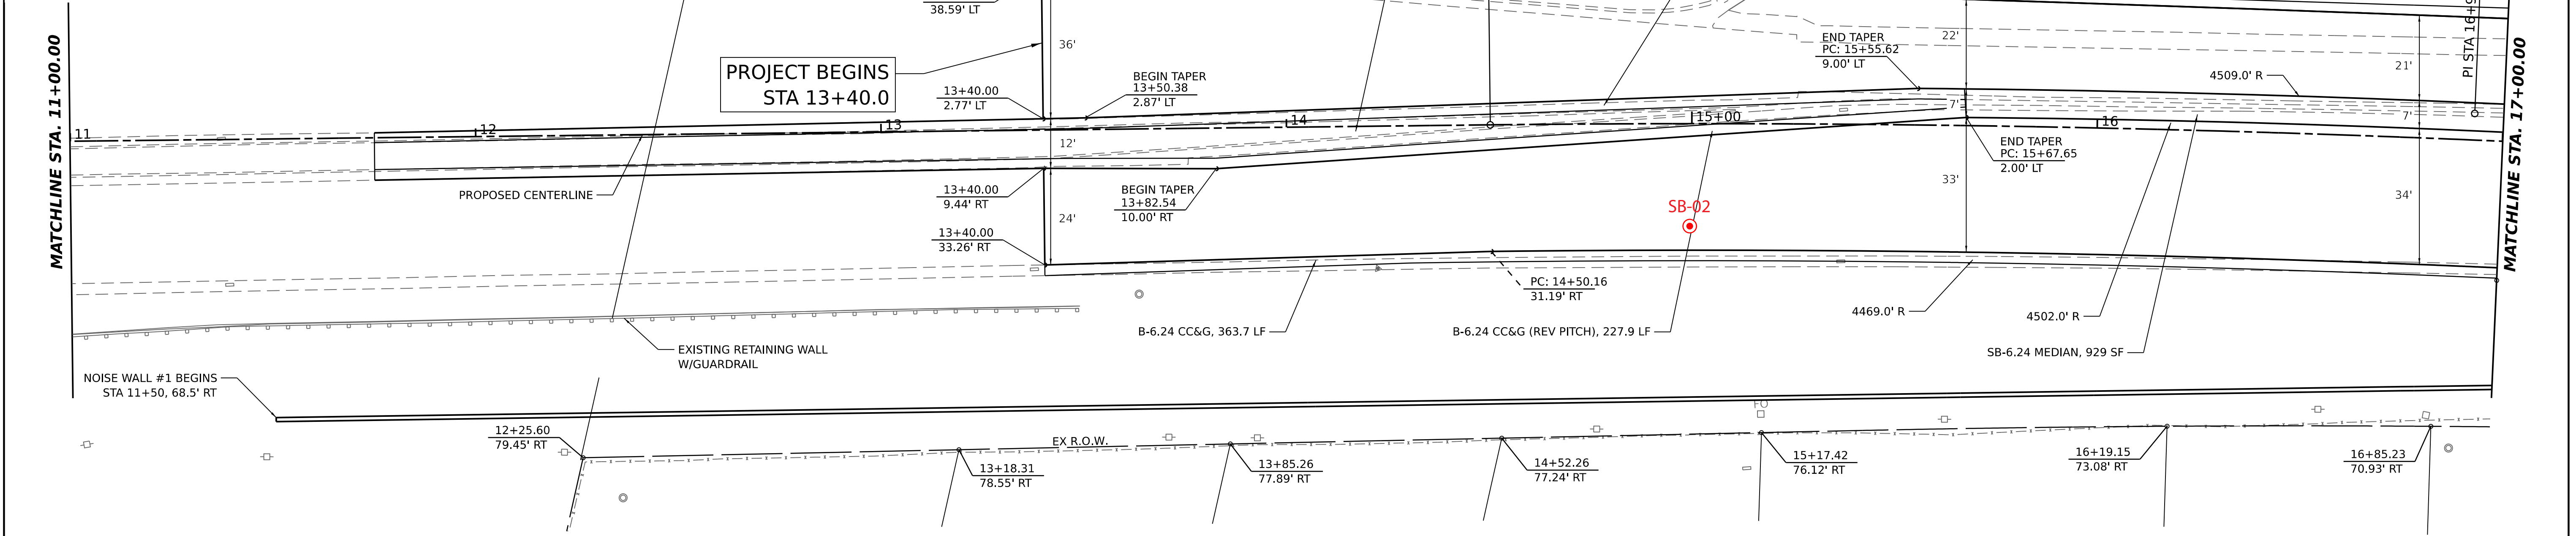 MATCHLINE STA. 11+00.00
38.59' LT
36'
PROJECT BEGINS
STA 13+40.0
13+40.00
2.77' LT
BEGIN TAPER
13+50.38
2.87' LT
END TAPER
PC: 15+55.62
9.00' LT
22'
4509.0' R
21'
MATCHLINE STA. 17+00.00
11
12
13
14
15+00
16
7'
7'
12'
PROPOSED CENTERLINE
13+40.00
9.44' RT
BEGIN TAPER
13+82.54
10.00' RT
END TAPER
PC: 15+67.65
2.00' LT
33'
34'
24'
SB-02
13+40.00
33.26' RT
PC: 14+50.16
31.19' RT
B-6.24 CC&G, 363.7 LF
B-6.24 CC&G (REV PITCH), 227.9 LF
4469.0' R
4502.0' R
SB-6.24 MEDIAN, 929 SF
EXISTING RETAINING WALL
W/GUARDRAIL
NOISE WALL #1 BEGINS
STA 11+50, 68.5' RT
FO
12+25.60
79.45' RT
EX R.O.W.
13+18.31
78.55' RT
13+85.26
77.89' RT
14+52.26
77.24' RT
15+17.42
76.12' RT
16+19.15
73.08' RT
16+85.23
70.93' RT
PI STA